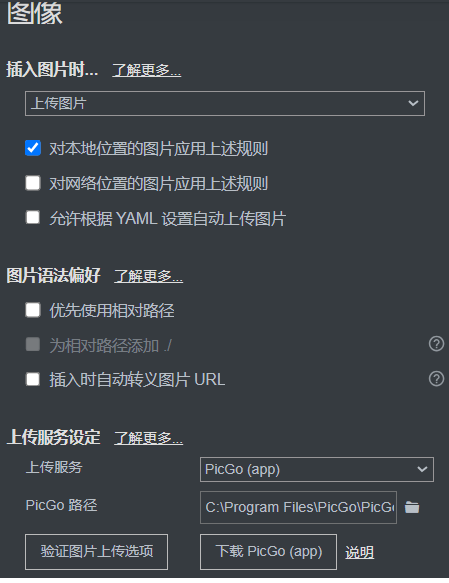 图像
插入图片时... 了解更多...
上传图片
对本地位置的图片应用上述规则
对网络位置的图片应用上述规则
允许根据 YAML 设置自动上传图片
图片语法偏好 了解更多...
优先使用相对路径
为相对路径添加 ./
插入时自动转义图片 URL
上传服务设定 了解更多...
上传服务 PicGo (app)
PicGo 路径 C:\Program Files\PicGo\PicGo
验证图片上传选项 下载 PicGo (app) 说明